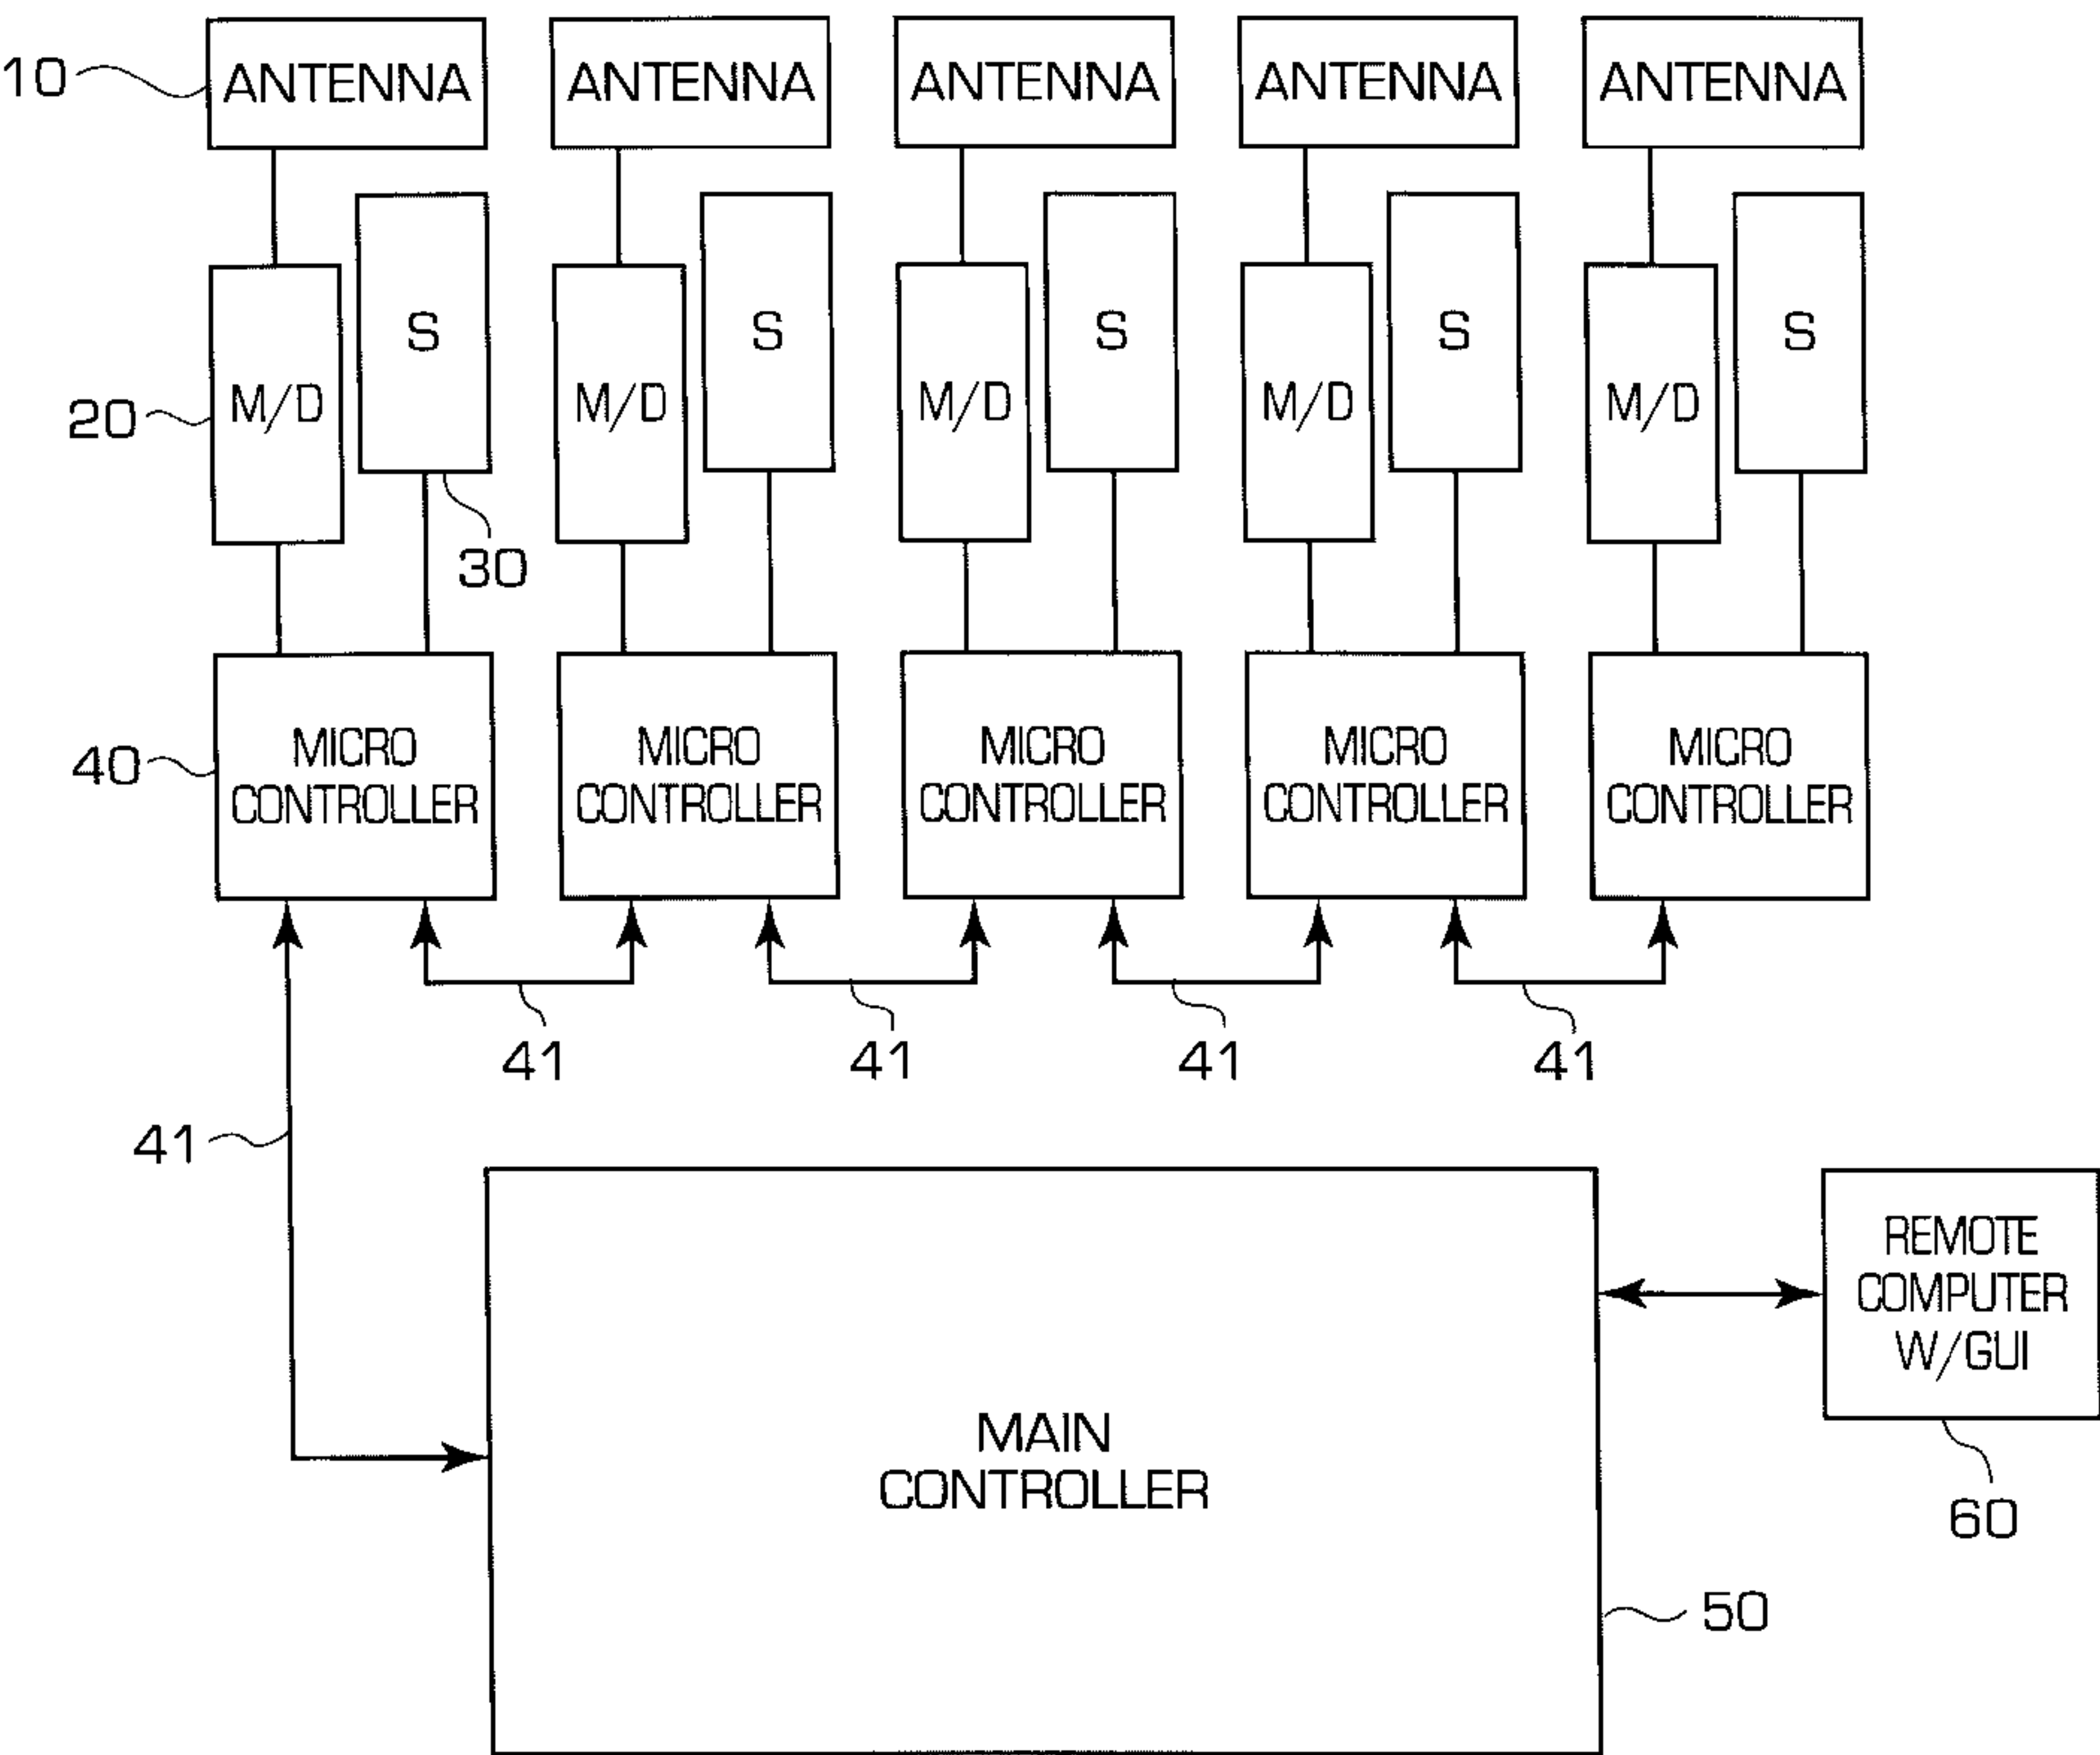 10 ANTENNA ANTENNA ANTENNA ANTENNA ANTENNA
S S S S S
20 M/D M/D M/D M/D M/D
30
MICRO MICRO MICRO MICRO MICRO
40
CONTROLLER CONTROLLER CONTROLLER CONTROLLER CONTROLLER
41 41 41 41
41
REMOTE
COMPUTER
W/GUI
MAIN
CONTROLLER
60
50